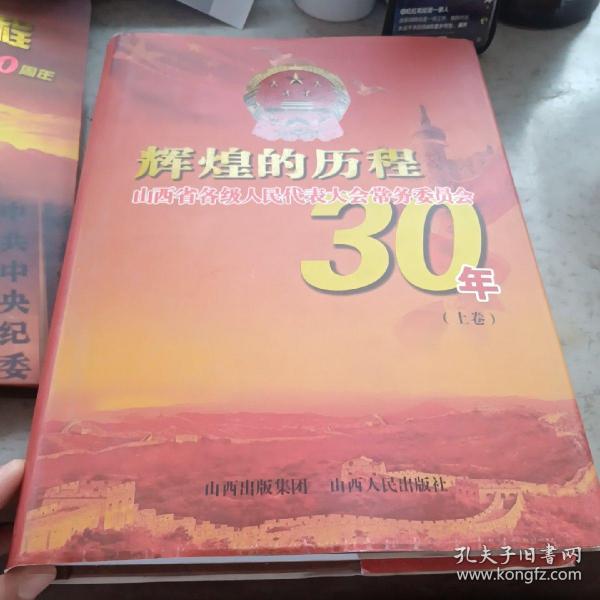 辉煌的历程
山西省各级人民代表大会常务委员会
30年
(上卷)
山西出版集团 山西人民出版社
程
0周年
中共中央纪委
孔夫子旧书网
www.kongfz.com